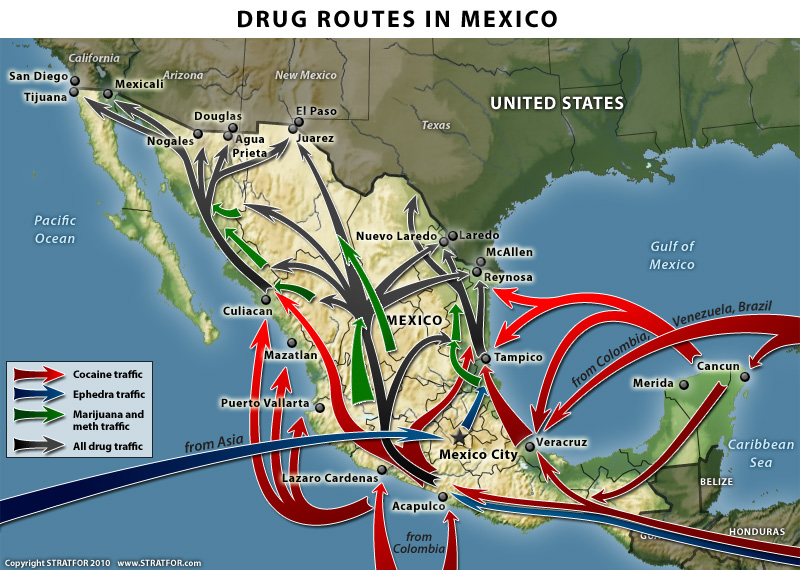 DRUG ROUTES IN MEXICO
California
San Diego
Tijuana
Mexicali
Arizona
New Mexico
Douglas
El Paso
Nogales
Agua
Prieta
Juarez
UNITED STATES
Texas
Pacific
Ocean
Nuevo Laredo
Laredo
McAllen
Reynosa
Gulf of
Mexico
Culiacan
MEXICO
from Colombia,
Venezuela, Brazil
Mazatlan
Tampico
Cancun
Merida
Cocaine traffic
Ephedra traffic
Marijuana and
meth traffic
All drug traffic
Puerto Vallarta
from Asia
Mexico City
Veracruz
Caribbean
Sea
Lazaro Cardenas
BELIZE
Acapulco
from
Colombia
HONDURAS
Copyright STRATFOR 2010 www.STRATFOR.com